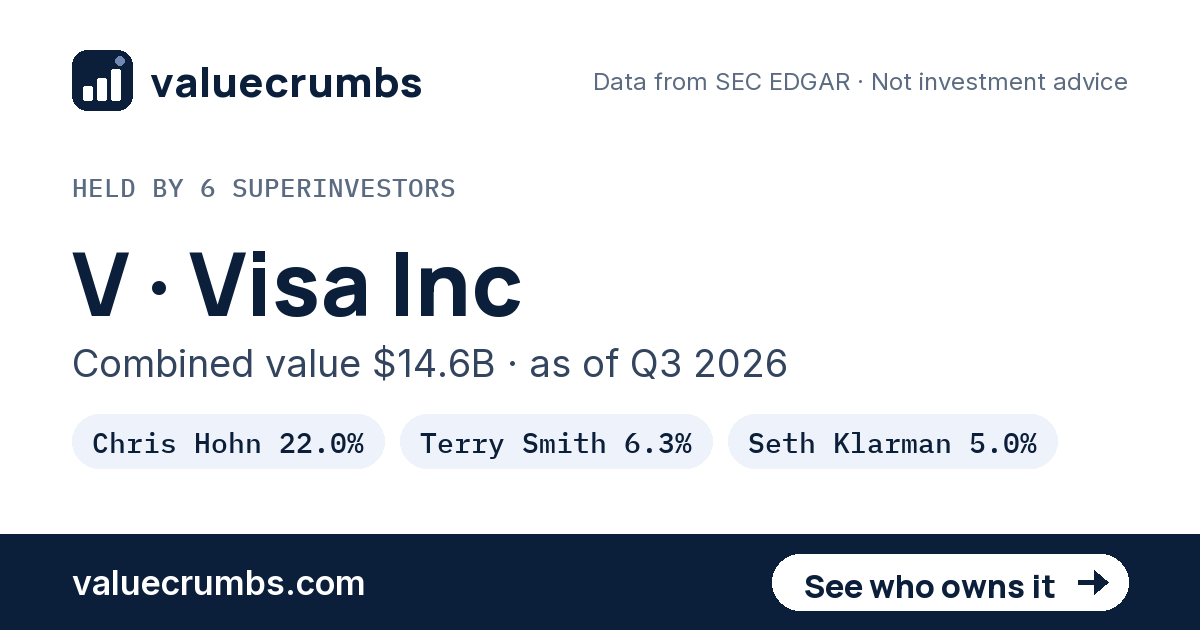 valuecrumbs
Data from SEC EDGAR · Not investment advice
HELD BY 6 SUPERINVESTORS
V · Visa Inc
Combined value $14.6B · as of Q3 2026
Chris Hohn 22.0%
Terry Smith 6.3%
Seth Klarman 5.0%
valuecrumbs.com
See who owns it →